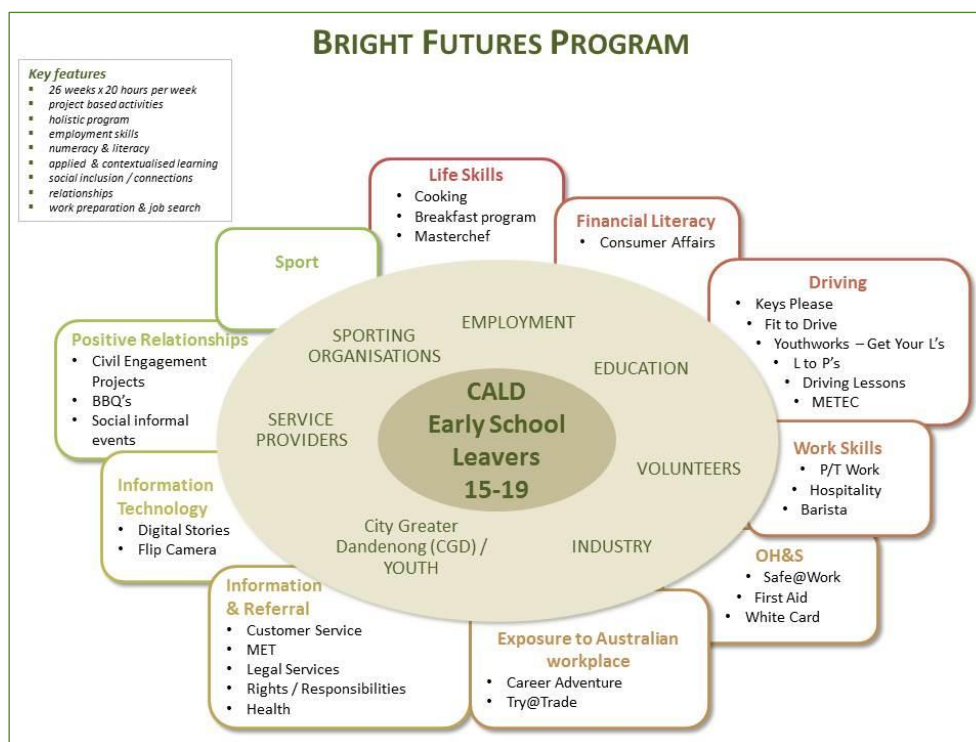 BRIGHT FUTURES PROGRAM
Key features
▪ 26 weeks x 20 hours per week
▪ project based activities
▪ holistic program
▪ employment skills
▪ numeracy & literacy
▪ applied & contextualised learning
▪ social inclusion / connections
▪ relationships
▪ work preparation & job search
Life Skills
• Cooking
• Breakfast program
• Masterchef
Financial Literacy
• Consumer Affairs
Driving
• Keys Please
• Fit to Drive
• Youthworks – Get Your L's
• L to P's
• Driving Lessons
• METEC
Work Skills
• P/T Work
• Hospitality
• Barista
OH&S
• Safe@Work
• First Aid
• White Card
Exposure to Australian
workplace
• Career Adventure
• Try@Trade
Information
& Referral
• Customer Service
• MET
• Legal Services
• Rights / Responsibilities
• Health
Information
Technology
• Digital Stories
• Flip Camera
Positive Relationships
• Civil Engagement
Projects
• BBQ's
• Social informal
events
Sport
SPORTING
ORGANISATIONS
EMPLOYMENT
EDUCATION
VOLUNTEERS
INDUSTRY
City Greater
Dandenong (CGD) /
YOUTH
SERVICE
PROVIDERS
CALD
Early School
Leavers
15-19